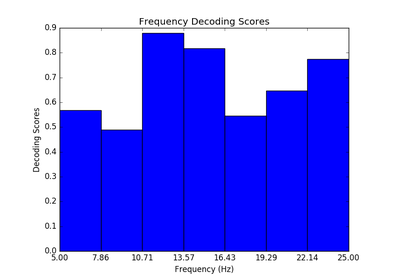 Frequency Decoding Scores
0.9
0.8
0.7
0.6
0.5
0.4
0.3
0.2
0.1
0.0
Decoding Scores
5.00 7.86 10.71 13.57 16.43 19.29 22.14 25.00
Frequency (Hz)